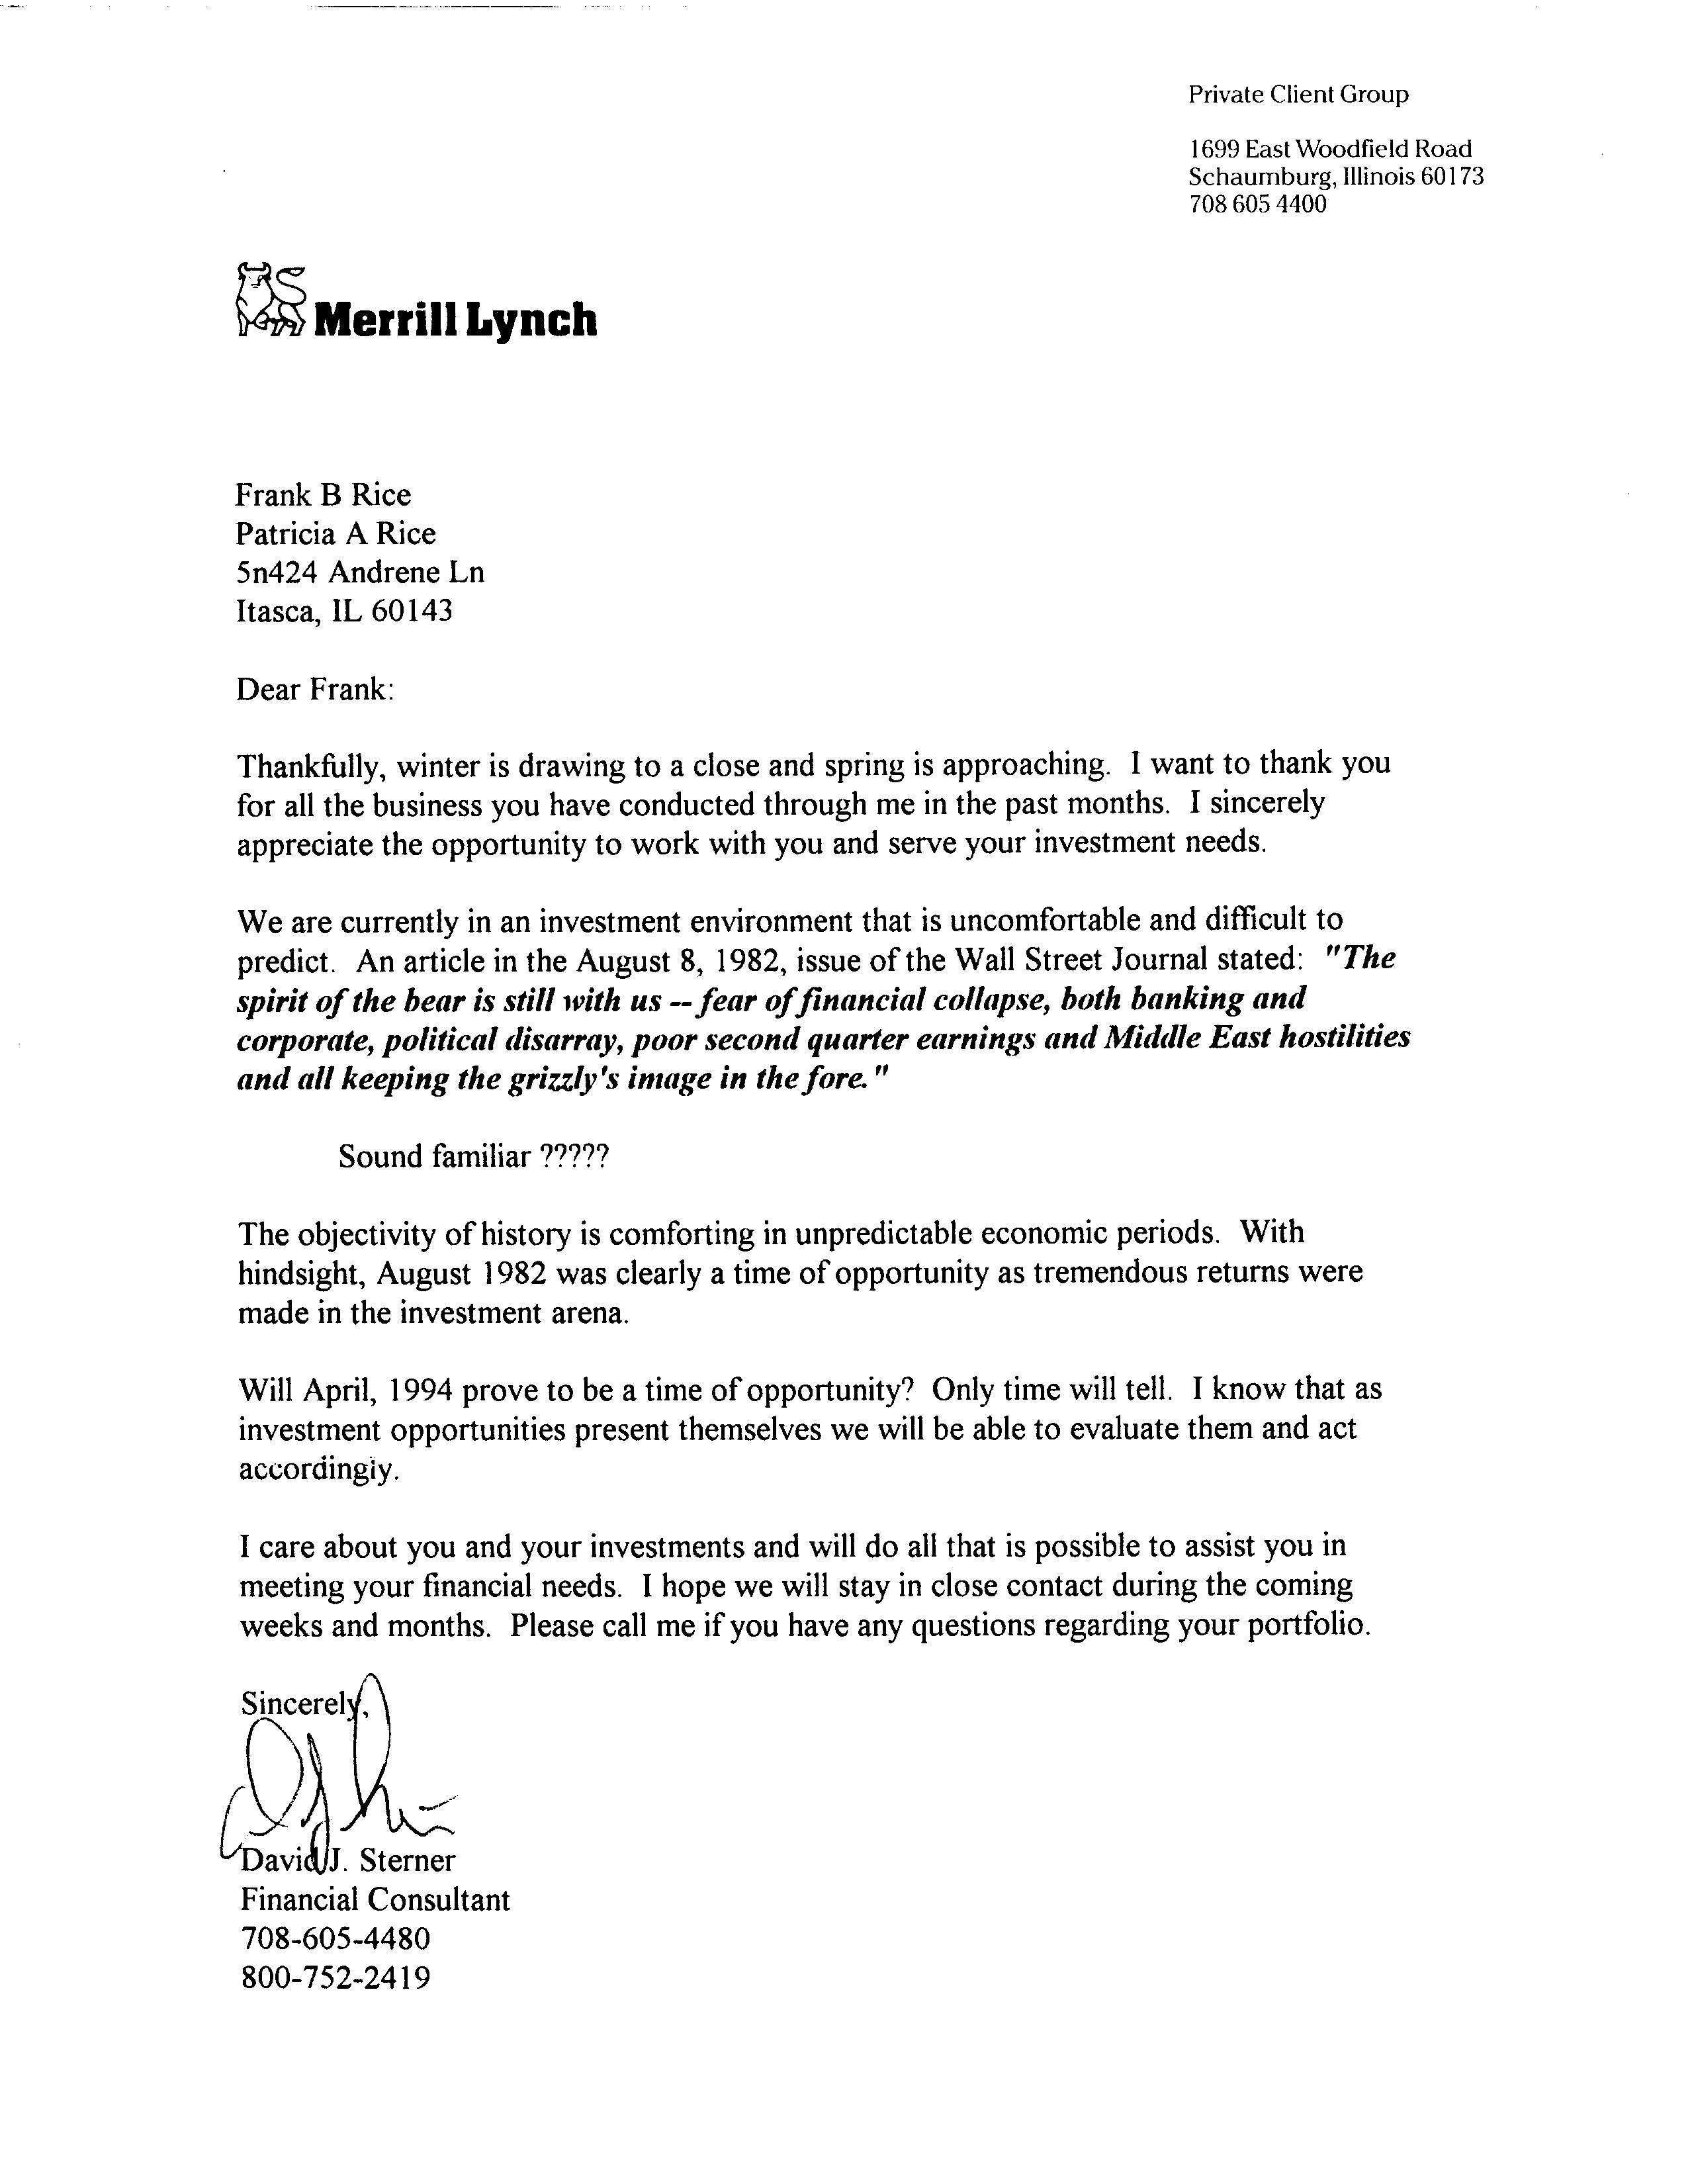 Private Client Group
1699 East Woodfield Road
Schaumburg, Illinois 60173
708 605 4400
Merrill Lynch
Frank B Rice
Patricia A Rice
5n424 Andrene Ln
Itasca, IL 60143
Dear Frank:
Thankfully, winter is drawing to a close and spring is approaching. I want to thank you
for all the business you have conducted through me in the past months. I sincerely
appreciate the opportunity to work with you and serve your investment needs.
We are currently in an investment environment that is uncomfortable and difficult to
predict. An article in the August 8, 1982, issue of the Wall Street Journal stated: "The
spirit of the bear is still with us -- fear of financial collapse, both banking and
corporate, political disarray, poor second quarter earnings and Middle East hostilities
and all keeping the grizzly's image in the fore."
Sound familiar ?????
The objectivity of history is comforting in unpredictable economic periods. With
hindsight, August 1982 was clearly a time of opportunity as tremendous returns were
made in the investment arena.
Will April, 1994 prove to be a time of opportunity? Only time will tell. I know that as
investment opportunities present themselves we will be able to evaluate them and act
accordingly.
I care about you and your investments and will do all that is possible to assist you in
meeting your financial needs. I hope we will stay in close contact during the coming
weeks and months. Please call me if you have any questions regarding your portfolio.
Sincerely,
David J. Sterner
Financial Consultant
708-605-4480
800-752-2419